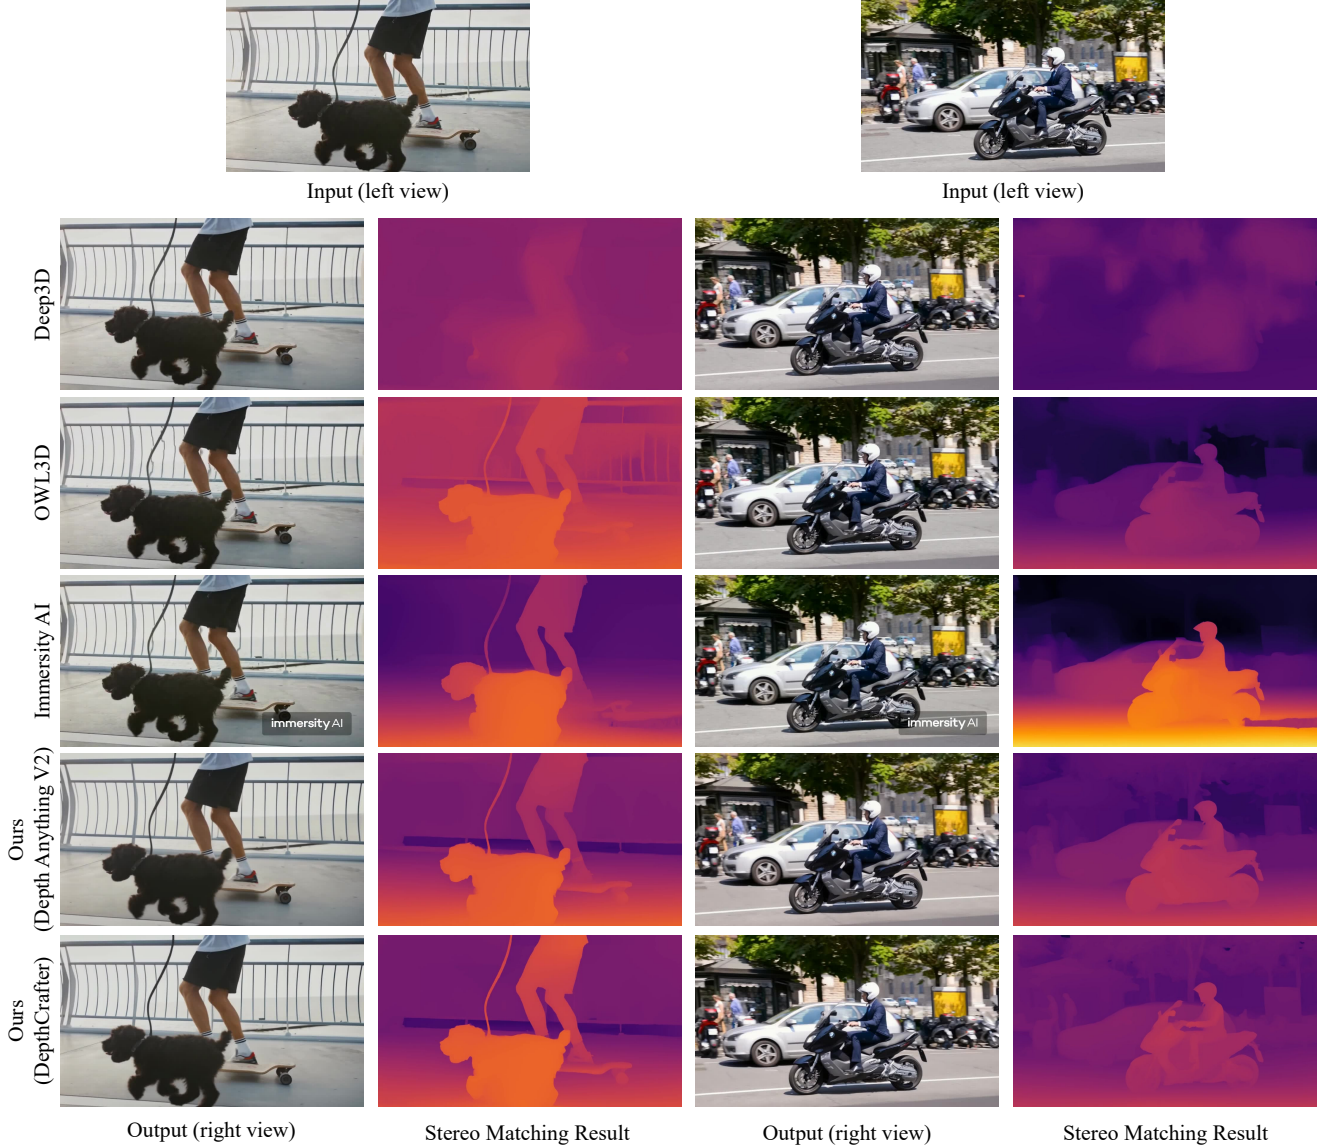 Input (left view)
Input (left view)
Deep3D
OWL3D
Immersity AI
immersity AI
immersity AI
Ours
(Depth Anything V2)
Ours
(DepthCrafter)
Output (right view)
Stereo Matching Result
Output (right view)
Stereo Matching Result